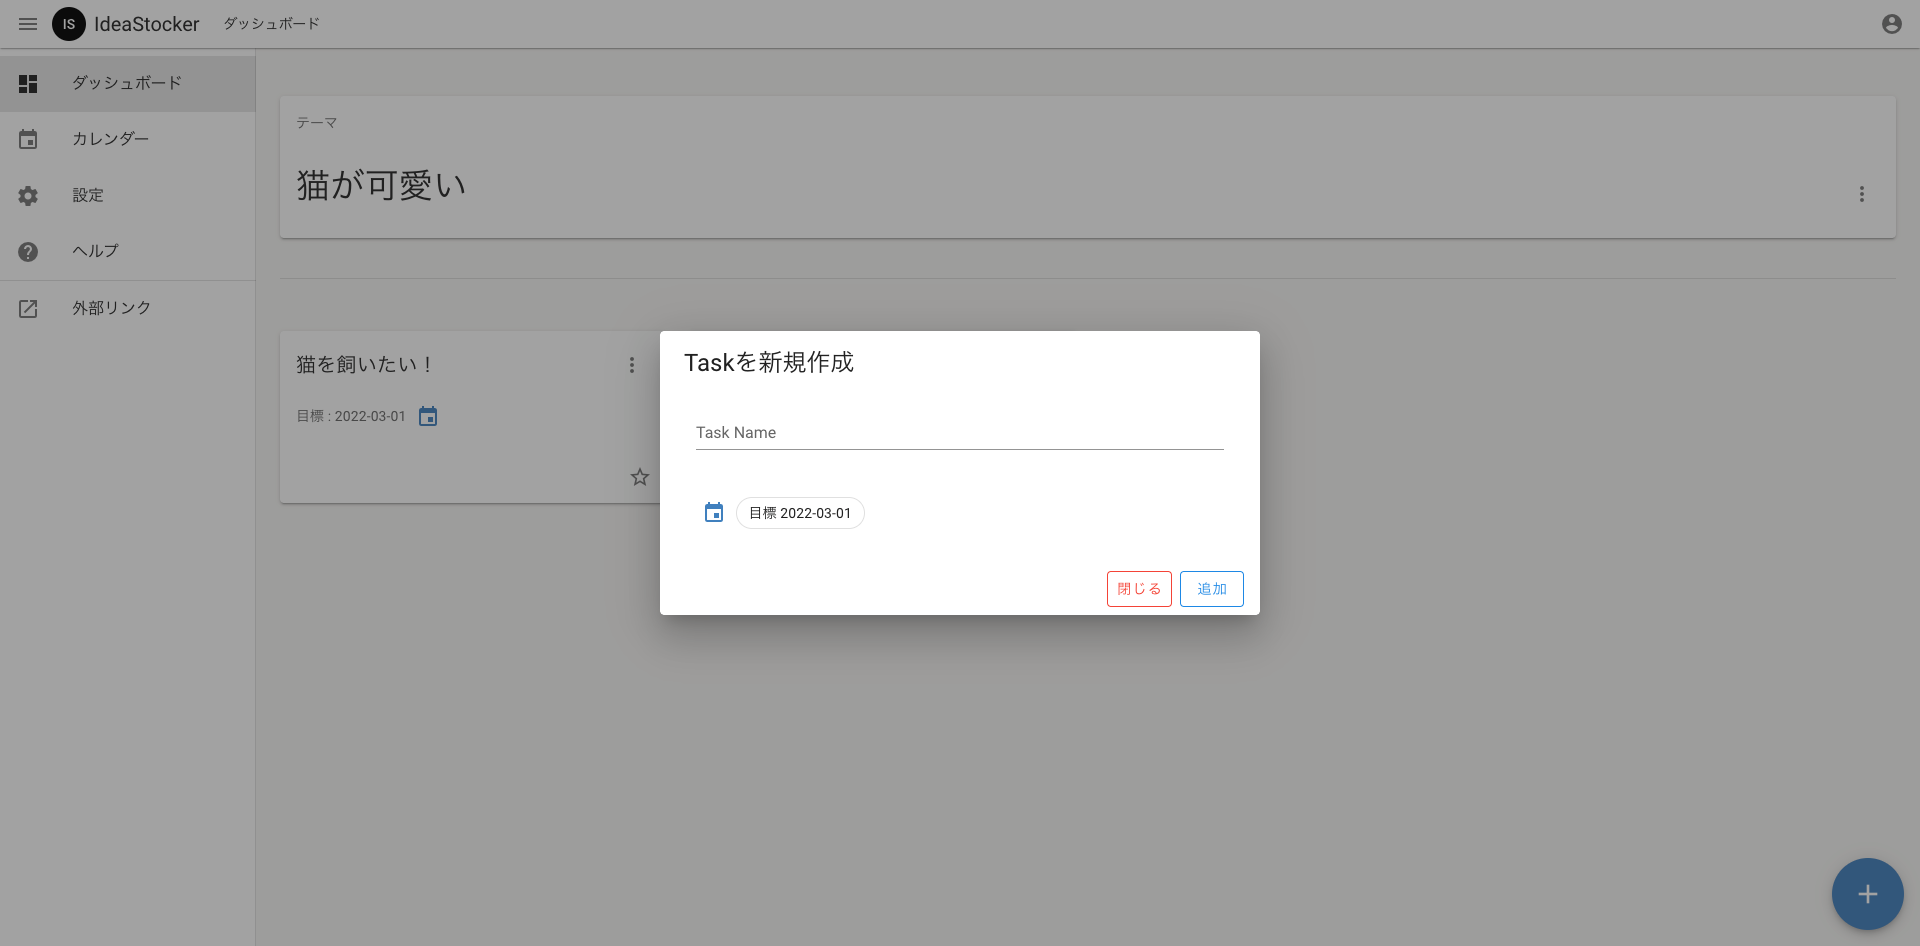 IS IdeaStocker ダッシュボード
ダッシュボード
カレンダー
設定
ヘルプ
外部リンク
テーマ
猫が可愛い
猫を飼いたい！
目標 : 2022-03-01
Taskを新規作成
Task Name
目標 2022-03-01
閉じる 追加